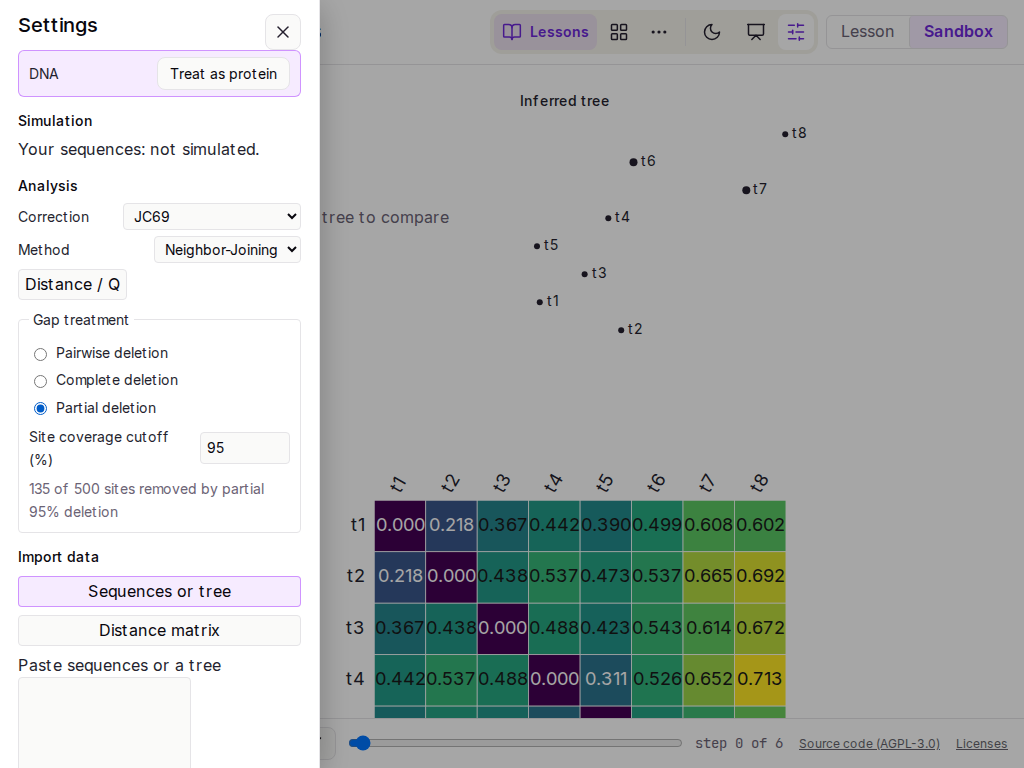 Settings
DNA
Treat as protein
Simulation
Your sequences: not simulated.
Analysis
Correction
JC69
Method
Neighbor-Joining
Distance / Q
Gap treatment
Pairwise deletion
Complete deletion
Partial deletion
Site coverage cutoff
(%)
95
135 of 500 sites removed by partial
95% deletion
Import data
Sequences or tree
Distance matrix
Paste sequences or a tree
Lessons
Lesson
Sandbox
Inferred tree
tree to compare
t8
t6
t7
t4
t5
t3
t1
t2
t1 t2 t3 t4 t5 t6 t7 t8
t1 0.000 0.218 0.367 0.442 0.390 0.499 0.608 0.602
t2 0.218 0.000 0.438 0.537 0.473 0.537 0.665 0.692
t3 0.367 0.438 0.000 0.488 0.423 0.543 0.614 0.672
t4 0.442 0.537 0.488 0.000 0.311 0.526 0.652 0.713
step 0 of 6
Source code (AGPL-3.0)
Licenses